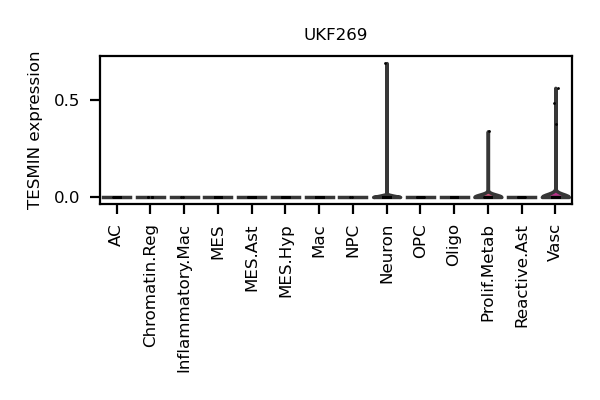 UKF269
TESMIN expression
0.5
0.0
AC
Chromatin.Reg
Inflammatory.Mac
MES
MES.Ast
MES.Hyp
Mac
NPC
Neuron
OPC
Oligo
Prolif.Metab
Reactive.Ast
Vasc